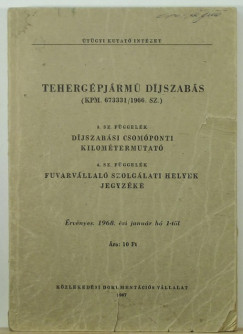 ÚTÜGYI KUTATÓ INTÉZET
TEHERGÉPJÁRMŰ DÍJSZABÁS
(KPM. 673331/1966. SZ.)
3. SZ. FÜGGELÉK
DÍJSZABÁSI CSOMÓPONTI
KILOMÉTERMUTATÓ
4. SZ. FÜGGELÉK
FUVARVÁLLALÓ SZOLGÁLATI HELYEK
JEGYZÉKE
Érvényes: 1968. évi január hó 1-től
Ára: 10 Ft
KÖZLEKEDÉSI DOKUMENTÁCIÓS VÁLLALAT
1967